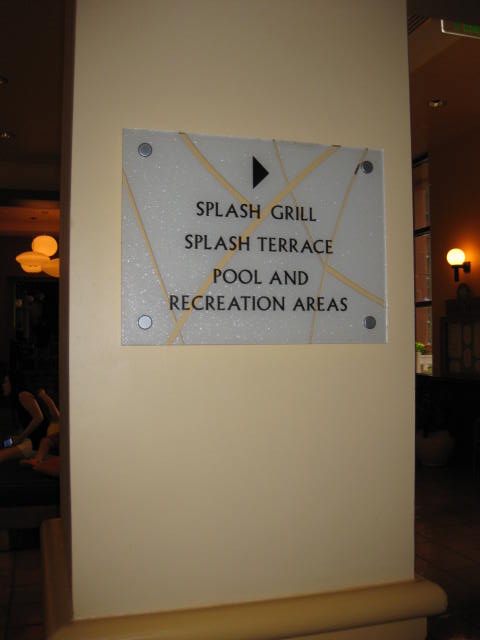 SPLASH GRILL
SPLASH TERRACE
POOL AND
RECREATION AREAS